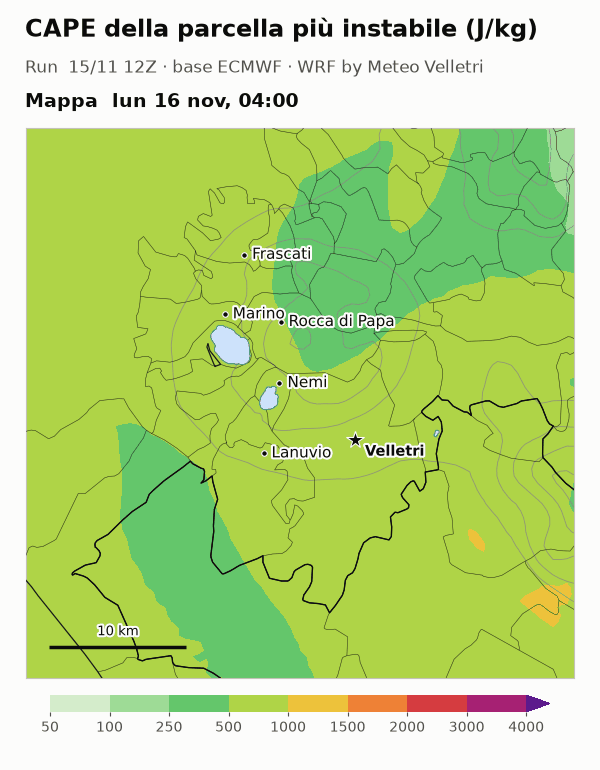 CAPE della parcella più instabile (J/kg)
Run  15/11 12Z · base ECMWF · WRF by Meteo Velletri
Mappa  lun 16 nov, 04:00
Frascati
Marino
Rocca di Papa
Nemi
Velletri
Lanuvio
10 km
50 100 250 500 1000 1500 2000 3000 4000